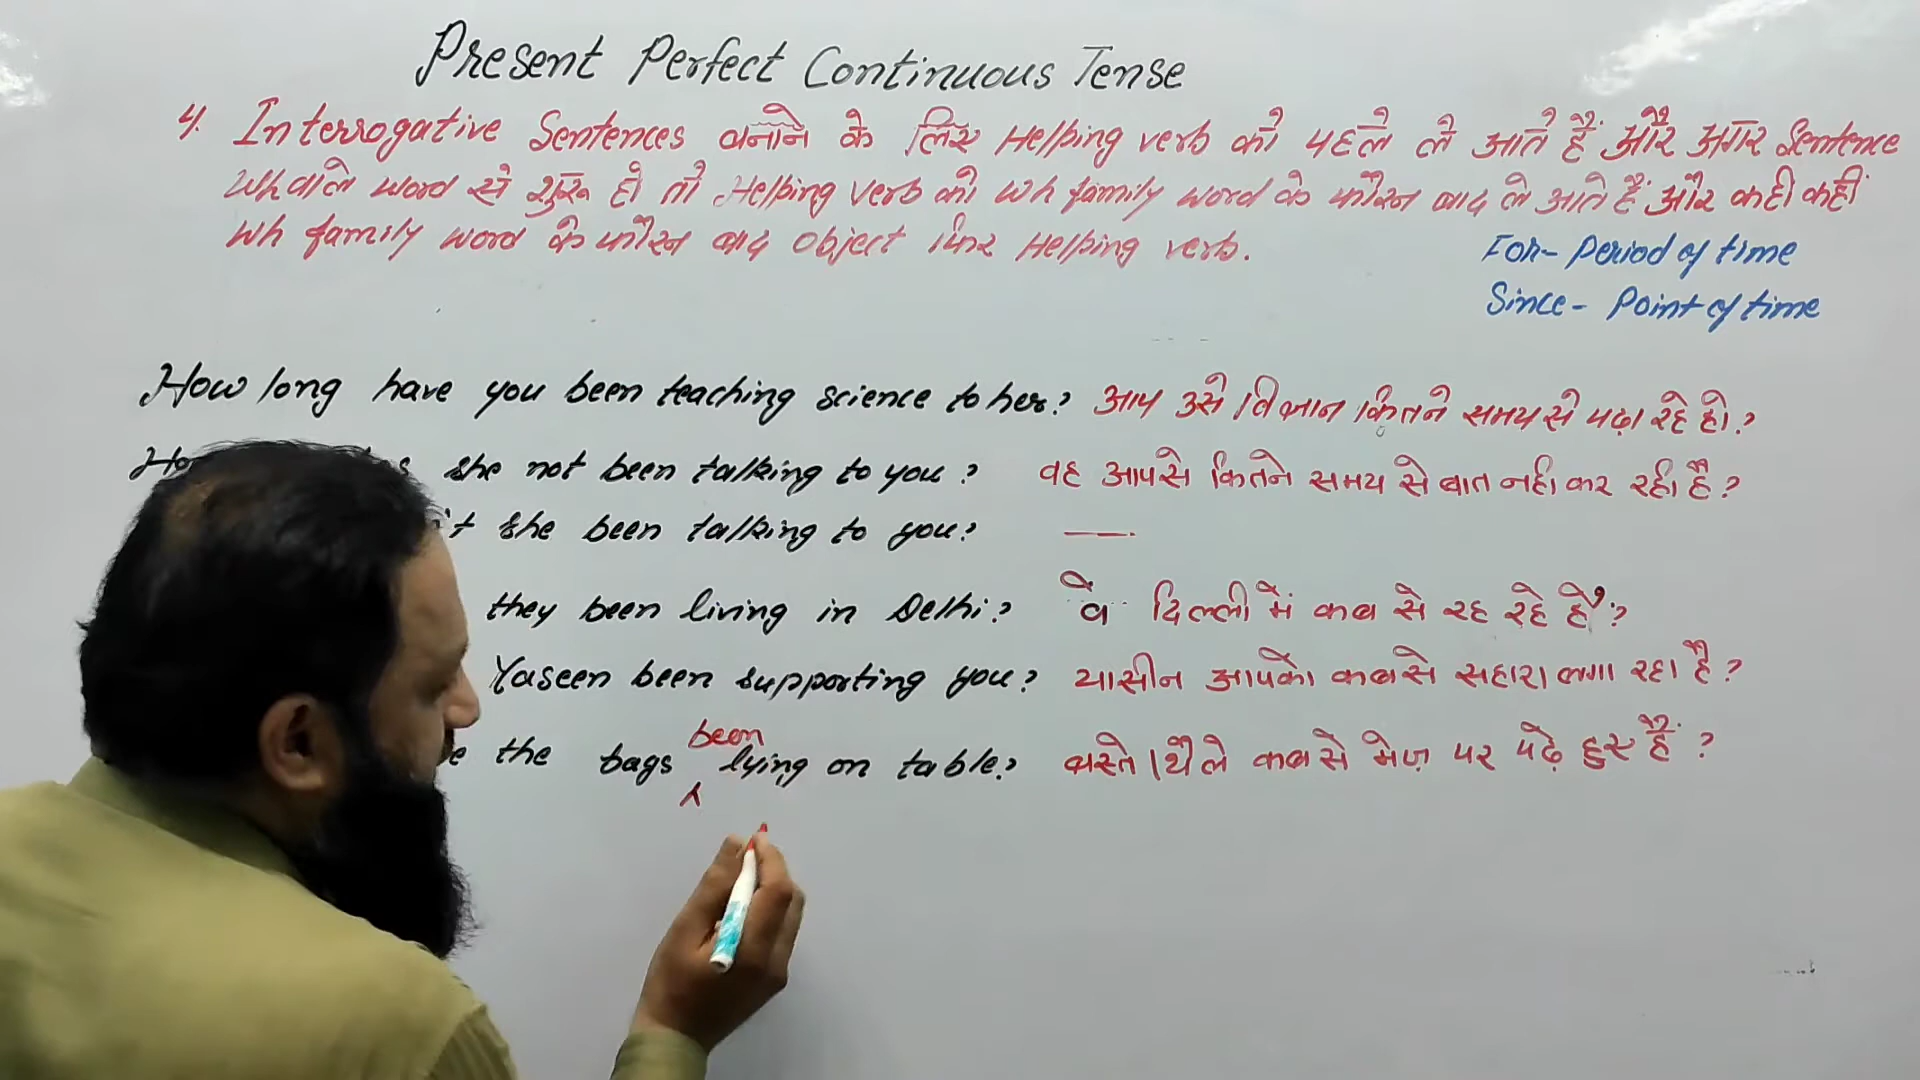 Present Perfect Continuous Tense
4. Interrogative Sentences बनाने के लिए Helping verb को पहले ले आते हैं और अगर Sentence
Wh वाले word से शुरू हो तो Helping verb को wh family word के फौरन बाद ले आते हैं और कहीं कहीं
Wh family word के फौरन बाद object फिर Helping verb.
For- Period of time
Since- Point of time
How long have you been teaching science to her? आप उसे विज्ञान कितने समय से पढ़ा रहे हो?
she not been talking to you? वह आपसे कितने समय से बात नहीं कर रही है?
't she been talking to you?
they been living in Delhi? वे दिल्ली में कब से रह रहे हैं?
Yaseen been supporting you? यासीन आपको कब से सहारा लगा रहा है?
the bags been lying on table? बस्ते/थैले कब से मेज़ पर पढ़े हुए हैं?